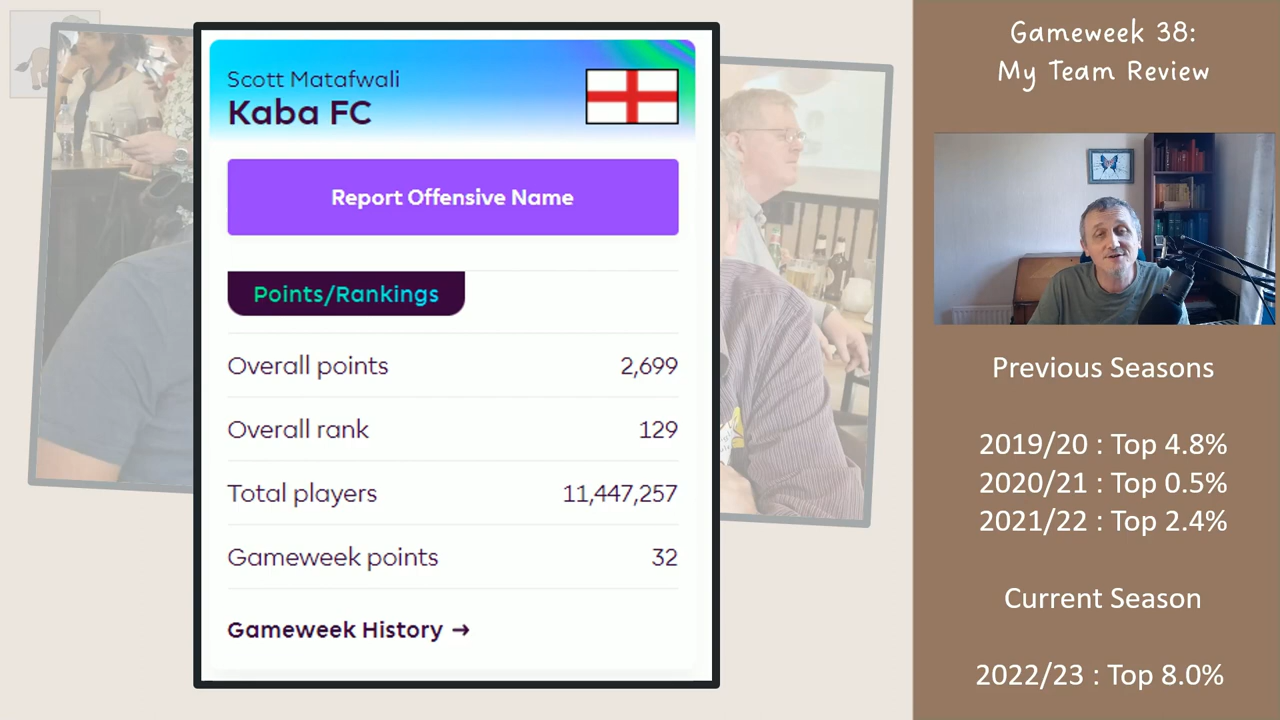 Scott Matafwali
Kaba FC
Report Offensive Name
Points/Rankings
Overall points 2,699
Overall rank 129
Total players 11,447,257
Gameweek points 32
Gameweek History →
Gameweek 38:
My Team Review
Previous Seasons
2019/20 : Top 4.8%
2020/21 : Top 0.5%
2021/22 : Top 2.4%
Current Season
2022/23 : Top 8.0%